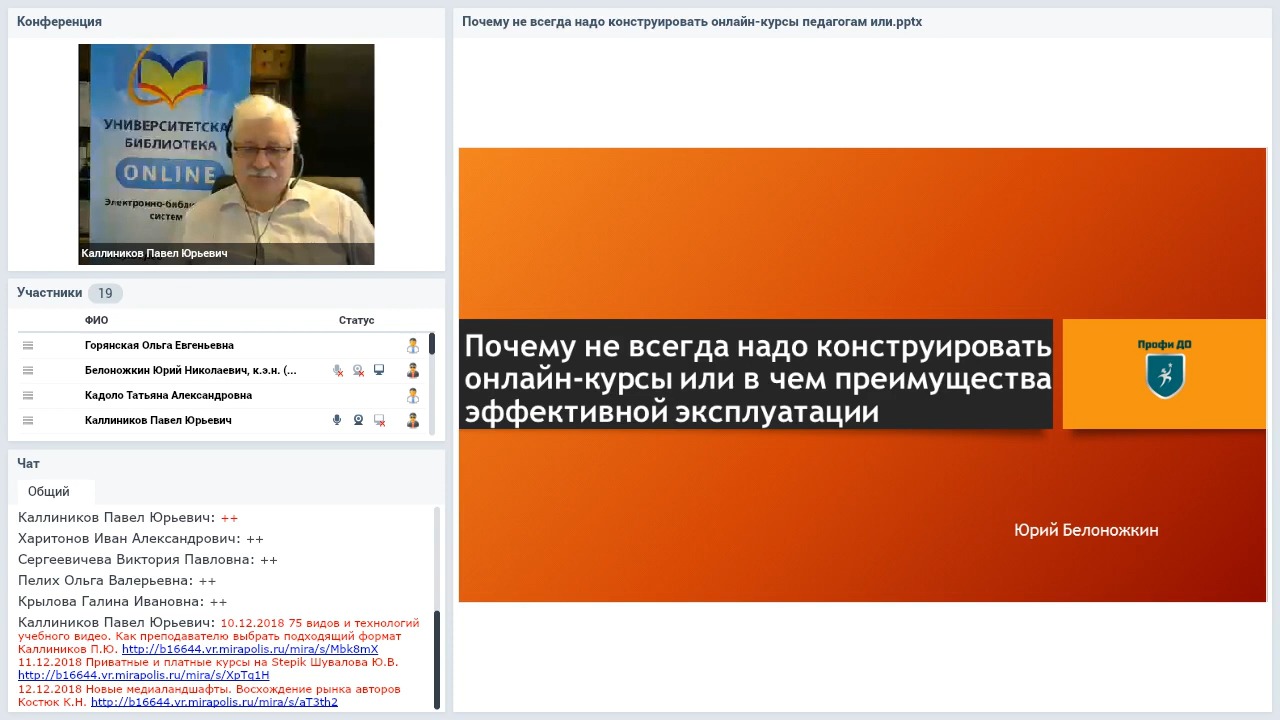 Конференция
УНИВЕРСИТЕТСКА
БИБЛИОТЕКА
ONLINE
систем
Каллиников Павел Юрьевич
Участники 19
ФИО Статус
Горянская Ольга Евгеньевна
Белоножкин Юрий Николаевич, к.э.н. (...
Кадоло Татьяна Александровна
Каллиников Павел Юрьевич
Чат
Общий
Каллиников Павел Юрьевич: ++
Харитонов Иван Александрович: ++
Сергеевичева Виктория Павловна: ++
Пелих Ольга Валерьевна: ++
Крылова Галина Ивановна: ++
Каллиников Павел Юрьевич: 10.12.2018 75 видов и технологий
учебного видео. Как преподавателю выбрать подходящий формат
Каллиников П.Ю. http://b16644.vr.mirapolis.ru/mira/s/Mbk8mX
11.12.2018 Приватные и платные курсы на Stepik Шувалова Ю.В.
http://b16644.vr.mirapolis.ru/mira/s/XpTq1H
12.12.2018 Новые медиаландшафты. Восхождение рынка авторов
Костюк К.Н. http://b16644.vr.mirapolis.ru/mira/s/aT3th2
Почему не всегда надо конструировать онлайн-курсы педагогам или.pptx
Почему не всегда надо конструировать
онлайн-курсы или в чем преимущества
эффективной эксплуатации
Профи ДО
Юрий Белоножкин